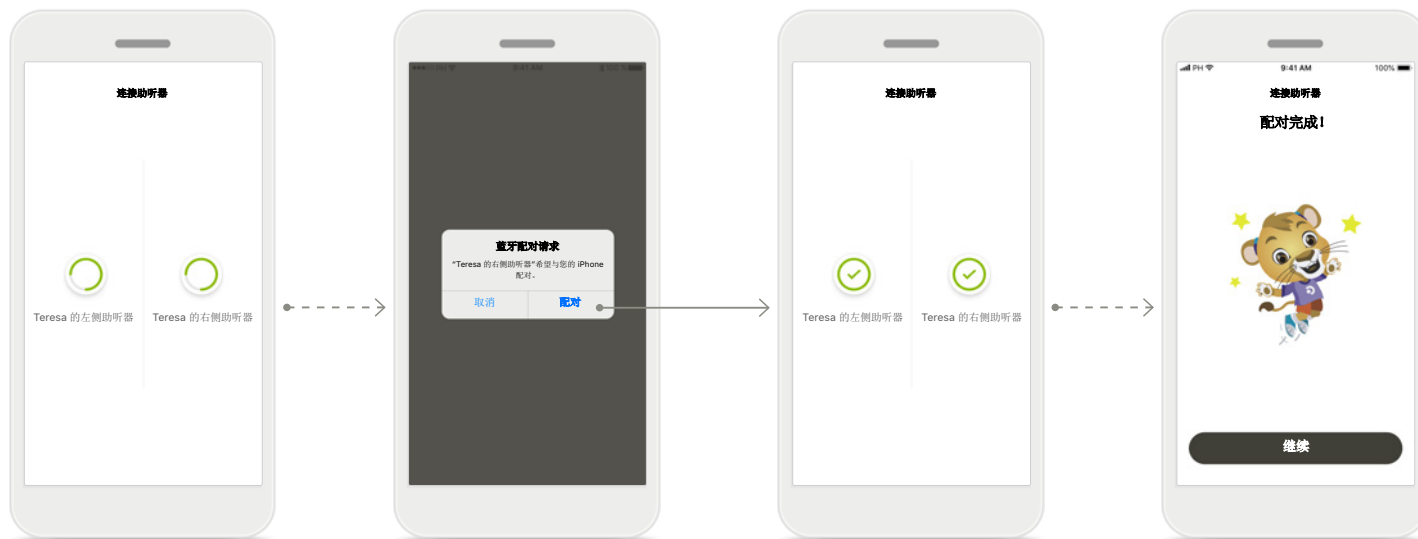 连接助听器
Teresa 的左侧助听器
Teresa 的右侧助听器
9:41 AM
100 %
蓝牙配对请求
“Teresa 的右侧助听器”希望与您的 iPhone
配对。
取消
配对
连接助听器
Teresa 的左侧助听器
Teresa 的右侧助听器
PH
9:41 AM
100%
连接助听器
配对完成！
继续